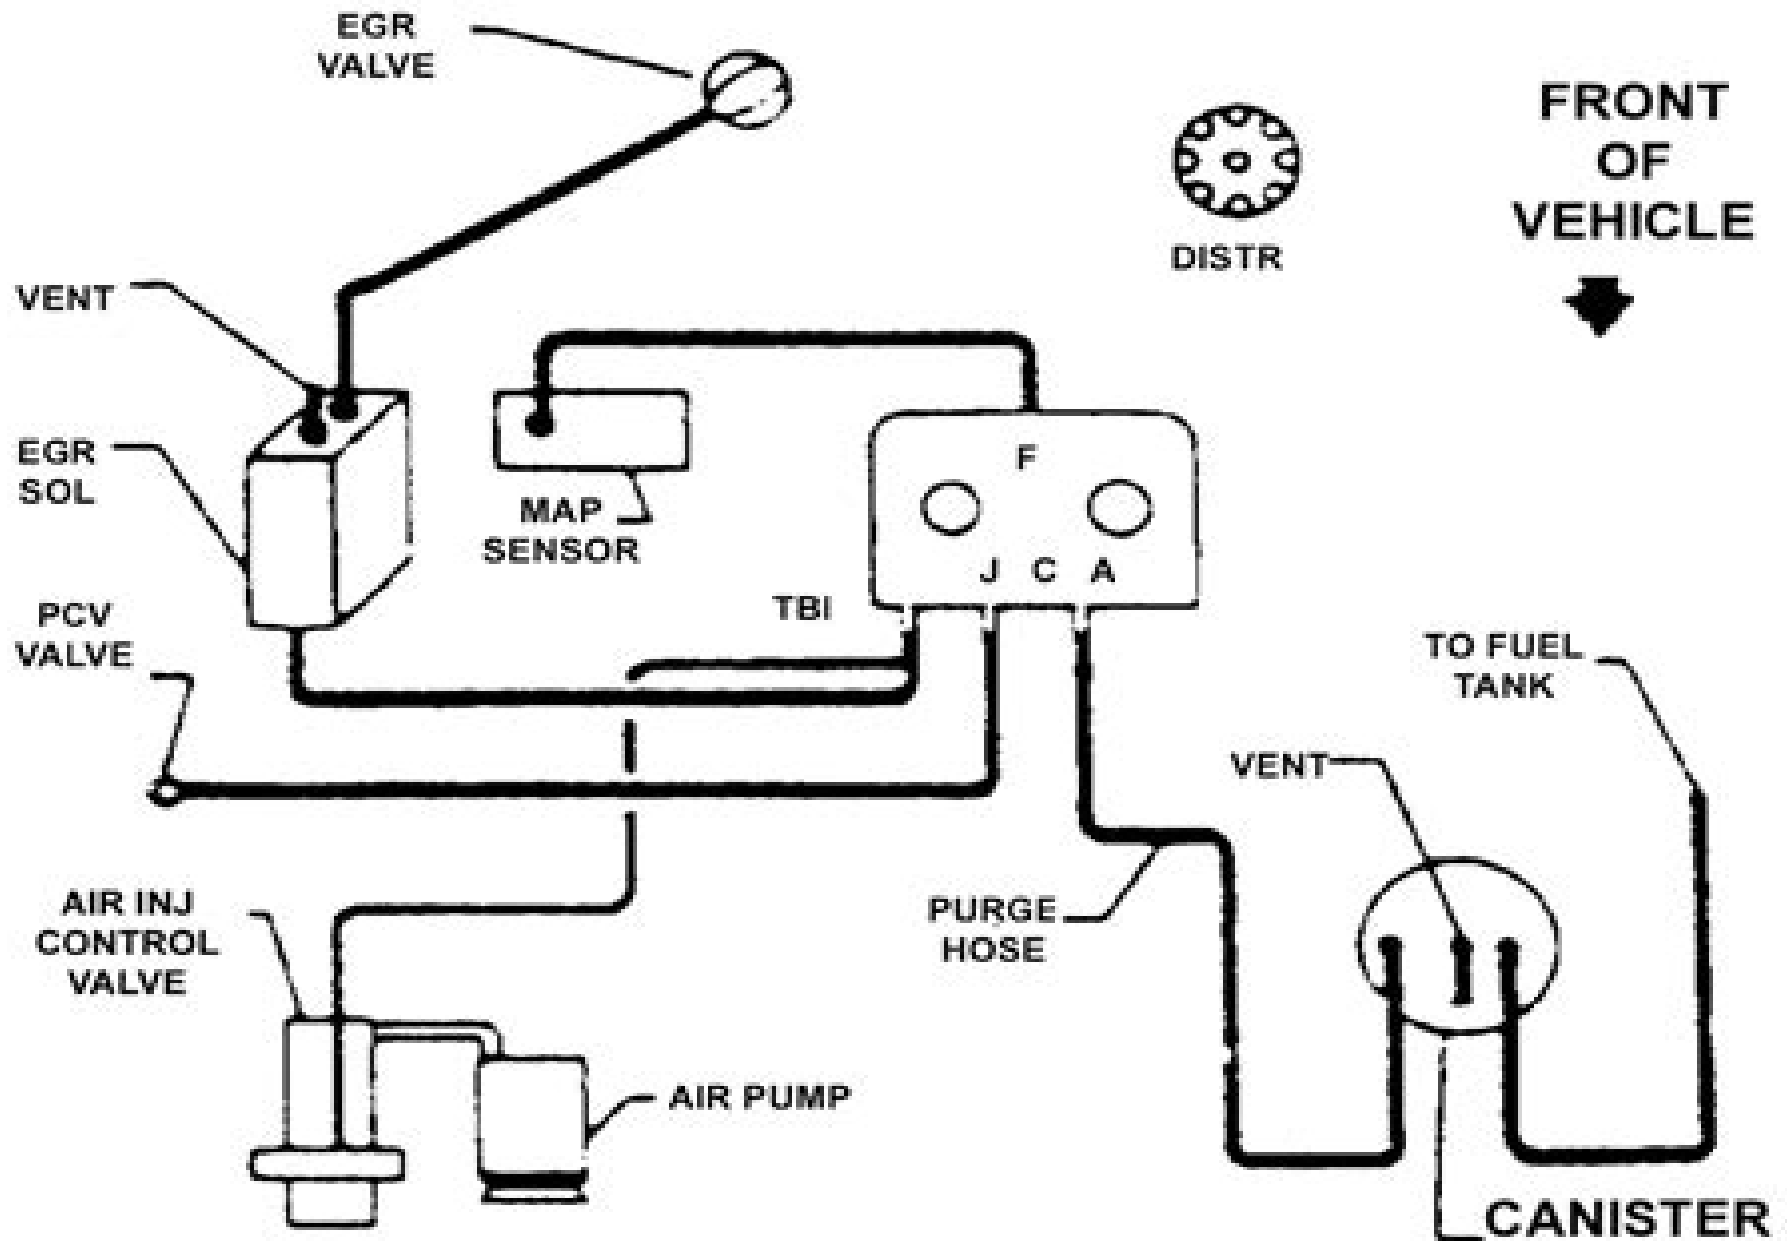 EGR
VALVE
FRONT
OF
VEHICLE
DISTR
VENT
EGR
SOL
MAP
SENSOR
F
J C A
TBI
PCV
VALVE
TO FUEL
TANK
VENT
AIR INJ
CONTROL
VALVE
PURGE
HOSE
AIR PUMP
CANISTER